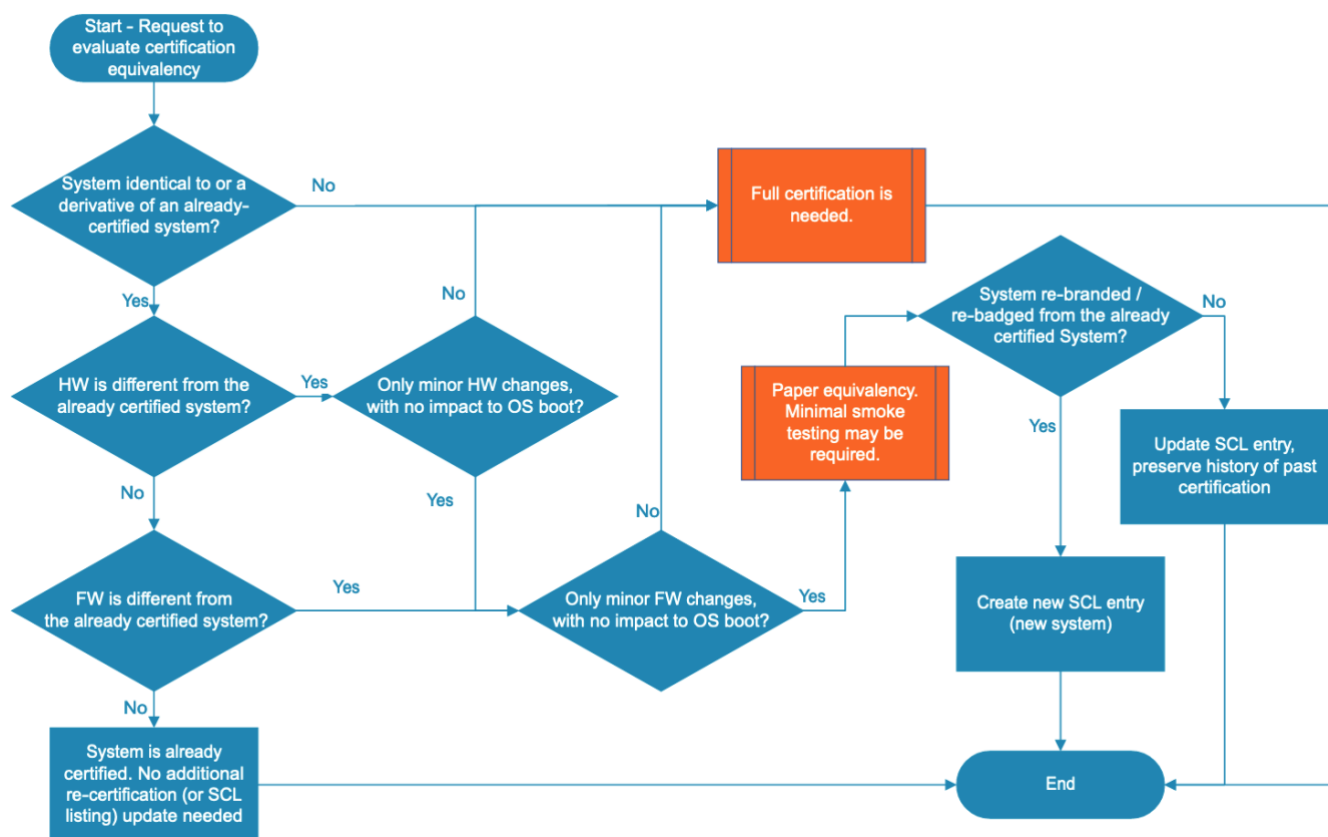 Start - Request to
evaluate certification
equivalency
System identical to or a
derivative of an already-
certified system?
No
Full certification is
needed.
Yes
No
System re-branded /
re-badged from the already
certified System?
No
HW is different from the
already certified system?
Yes
Only minor HW changes,
with no impact to OS boot?
Paper equivalency.
Minimal smoke
testing may be
required.
Yes
Update SCL entry,
preserve history of past
certification
No
Yes
No
FW is different from
the already certified system?
Yes
Only minor FW changes,
with no impact to OS boot?
Yes
Create new SCL entry
(new system)
No
System is already
certified. No additional
re-certification (or SCL
listing) update needed
End